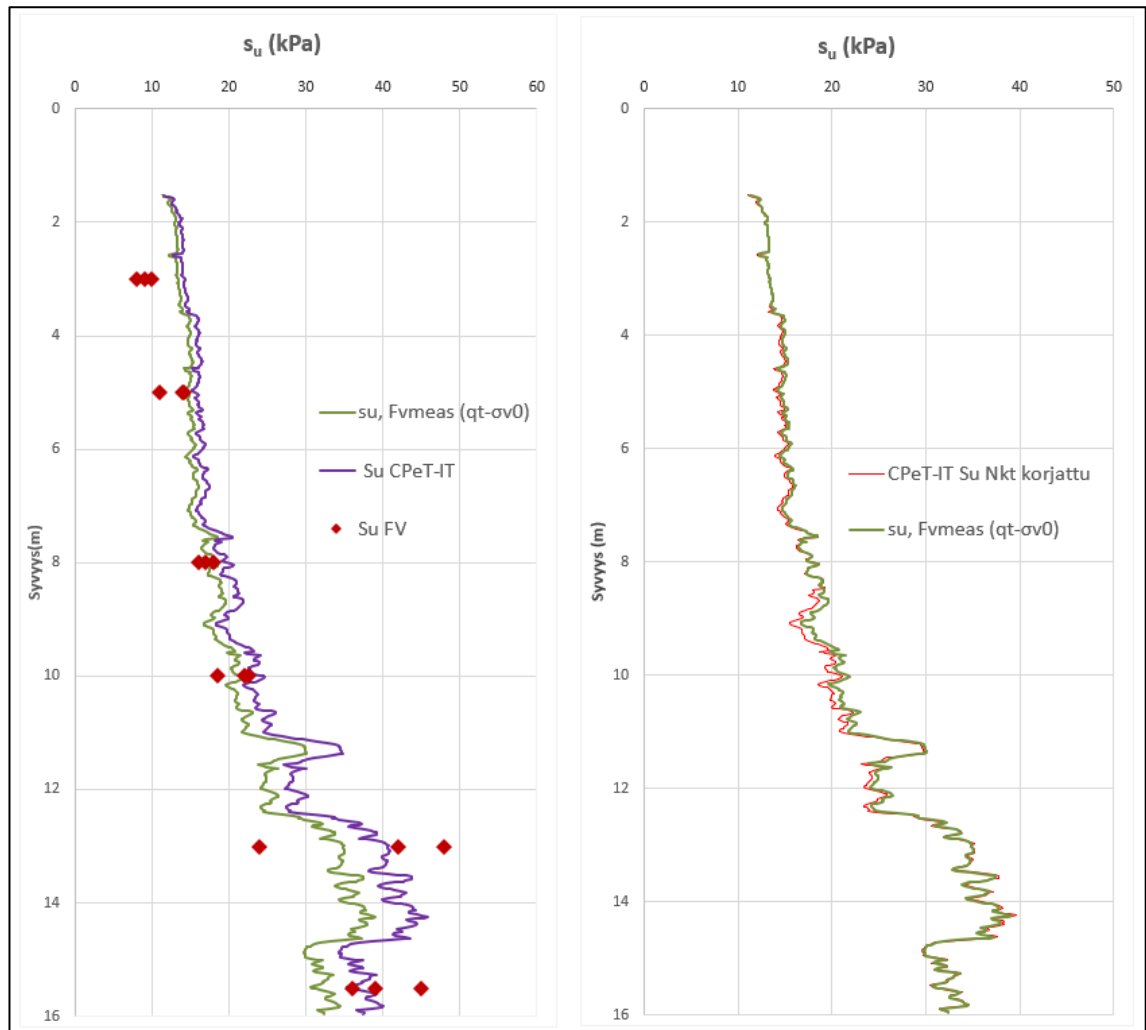 s_u (kPa)
0 10 20 30 40 50 60
0
2
4
6
8
10
12
14
16
Syvyys(m)
su, Fvmeas (qt-σv0)
Su CPeT-IT
Su FV
s_u (kPa)
0 10 20 30 40 50
0
2
4
6
8
10
12
14
16
Syvyys (m)
CPeT-IT Su Nkt korjattu
su, Fvmeas (qt-σv0)